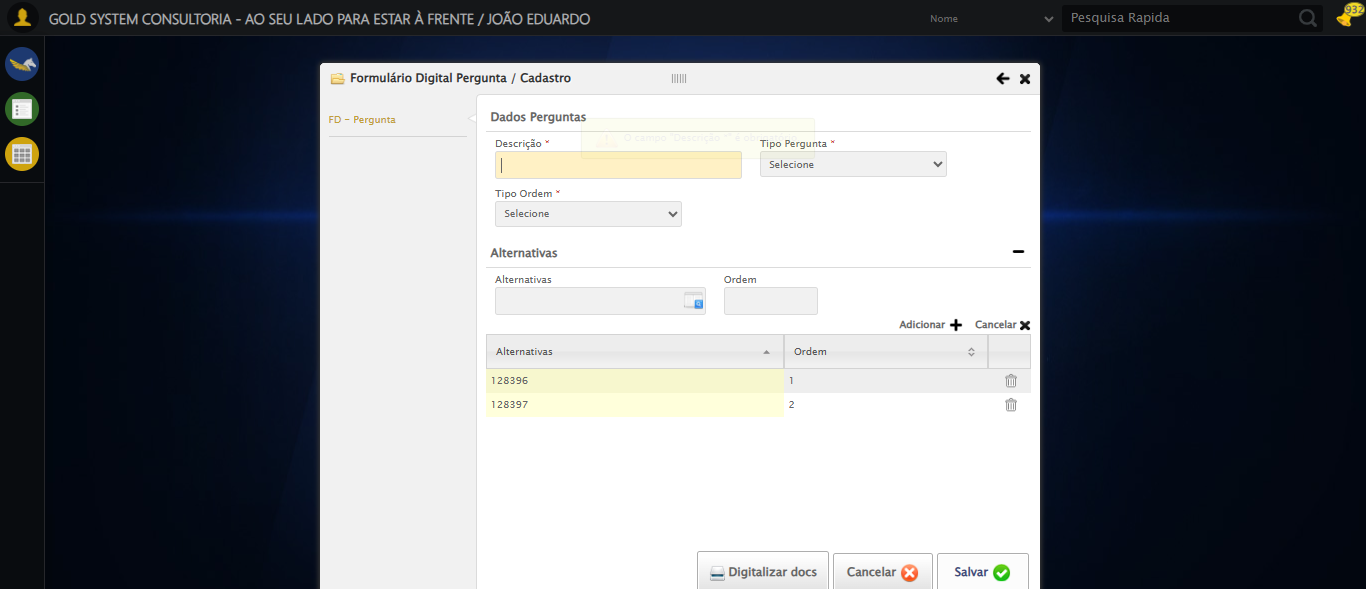 GOLD SYSTEM CONSULTORIA - AO SEU LADO PARA ESTAR À FRENTE / JOÃO EDUARDO
Nome
Pesquisa Rapida
932
Formulário Digital Pergunta / Cadastro
FD - Pergunta
Dados Perguntas
O campo "Descrição *" é
Descrição *
Tipo Pergunta *
Selecione
Tipo Ordem *
Selecione
Alternativas
Alternativas
Ordem
Adicionar
Cancelar
Alternativas
Ordem
128396
1
128397
2
Digitalizar docs
Cancelar
Salvar